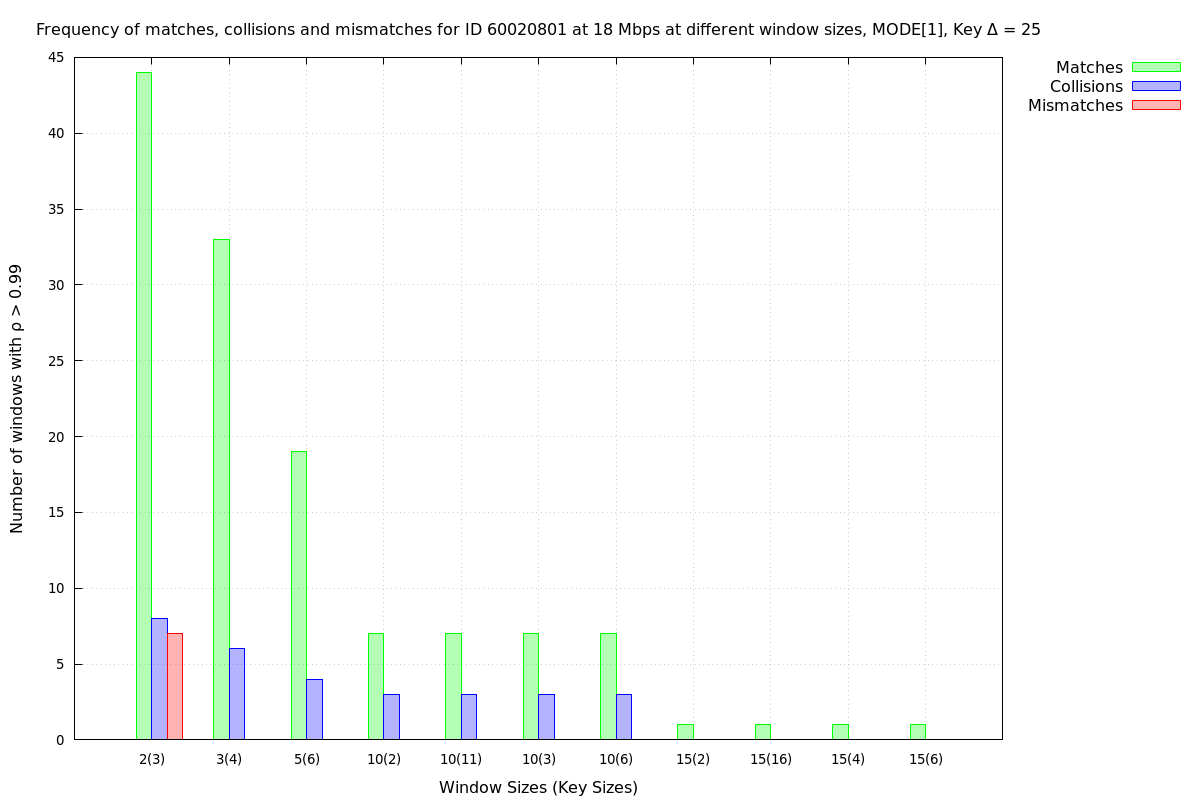 Frequency of matches, collisions and mismatches for ID 60020801 at 18 Mbps at different window sizes, MODE[1], Key Δ = 25
Matches
Collisions
Mismatches
Number of windows with ρ > 0.99
45
40
35
30
25
20
15
10
5
0
2(3) 3(4) 5(6) 10(2) 10(11) 10(3) 10(6) 15(2) 15(16) 15(4) 15(6)
Window Sizes (Key Sizes)